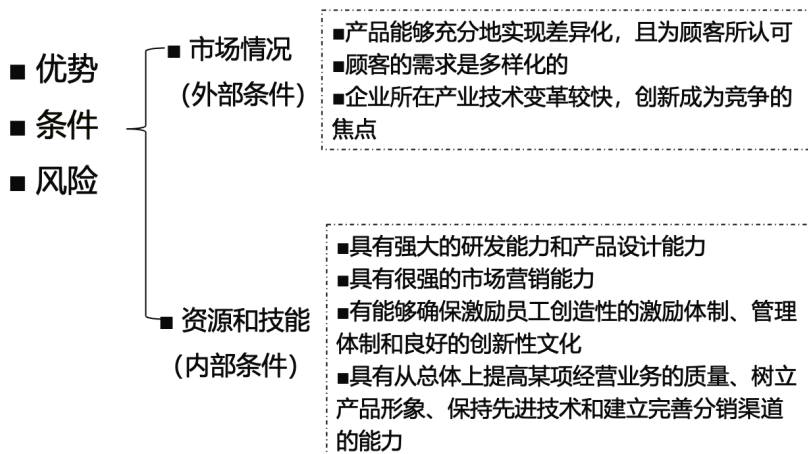 ■ 优势
■ 条件
■ 风险
■ 市场情况
（外部条件）
■产品能够充分地实现差异化，且为顾客所认可
■顾客的需求是多样化的
■企业所在产业技术变革较快，创新成为竞争的
焦点
■ 资源和技能
（内部条件）
■具有强大的研发能力和产品设计能力
■具有很强的市场营销能力
■有能够确保激励员工创造性的激励体制、管理
体制和良好的创新性文化
■具有从总体上提高某项经营业务的质量、树立
产品形象、保持先进技术和建立完善分销渠道
的能力